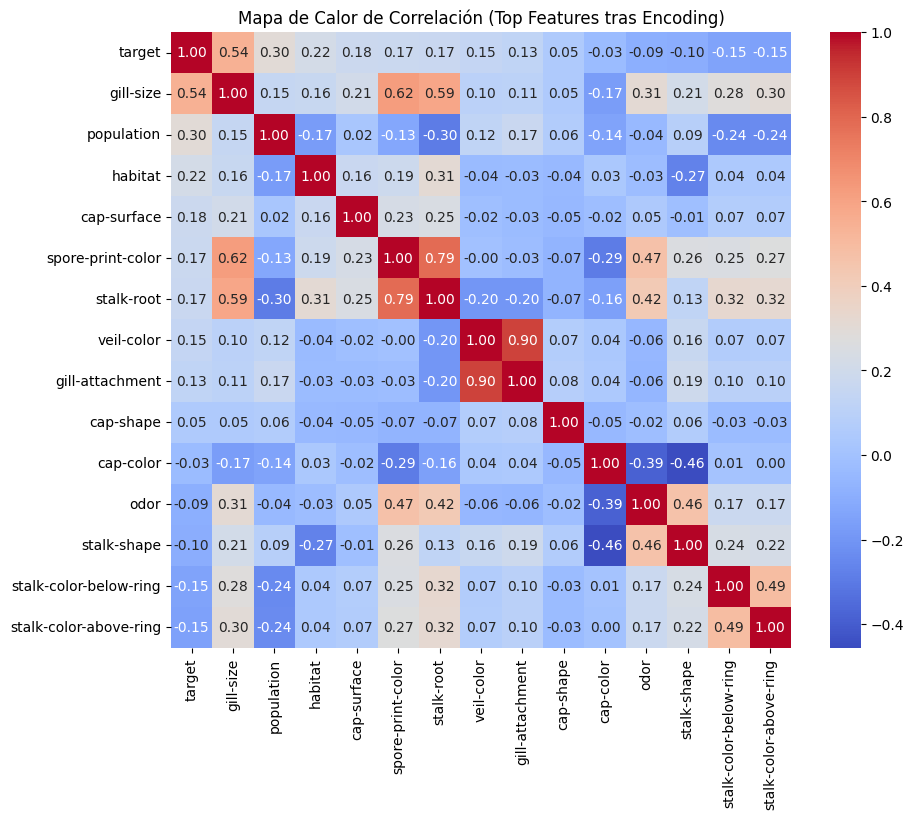 Mapa de Calor de Correlación (Top Features tras Encoding)
target 1.00 0.54 0.30 0.22 0.18 0.17 0.17 0.15 0.13 0.05 -0.03 -0.09 -0.10 -0.15 -0.15
gill-size 0.54 1.00 0.15 0.16 0.21 0.62 0.59 0.10 0.11 0.05 -0.17 0.31 0.21 0.28 0.30
population 0.30 0.15 1.00 -0.17 0.02 -0.13 -0.30 0.12 0.17 0.06 -0.14 -0.04 0.09 -0.24 -0.24
habitat 0.22 0.16 -0.17 1.00 0.16 0.19 0.31 -0.04 -0.03 -0.04 0.03 -0.03 -0.27 0.04 0.04
cap-surface 0.18 0.21 0.02 0.16 1.00 0.23 0.25 -0.02 -0.03 -0.05 -0.02 0.05 -0.01 0.07 0.07
spore-print-color 0.17 0.62 -0.13 0.19 0.23 1.00 0.79 -0.00 -0.03 -0.07 -0.29 0.47 0.26 0.25 0.27
stalk-root 0.17 0.59 -0.30 0.31 0.25 0.79 1.00 -0.20 -0.20 -0.07 -0.16 0.42 0.13 0.32 0.32
veil-color 0.15 0.10 0.12 -0.04 -0.02 -0.00 -0.20 1.00 0.90 0.07 0.04 -0.06 0.16 0.07 0.07
gill-attachment 0.13 0.11 0.17 -0.03 -0.03 -0.03 -0.20 0.90 1.00 0.08 0.04 -0.06 0.19 0.10 0.10
cap-shape 0.05 0.05 0.06 -0.04 -0.05 -0.07 -0.07 0.07 0.08 1.00 -0.05 -0.02 0.06 -0.03 -0.03
cap-color -0.03 -0.17 -0.14 0.03 -0.02 -0.29 -0.16 0.04 0.04 -0.05 1.00 -0.39 -0.46 0.01 0.00
odor -0.09 0.31 -0.04 -0.03 0.05 0.47 0.42 -0.06 -0.06 -0.02 -0.39 1.00 0.46 0.17 0.17
stalk-shape -0.10 0.21 0.09 -0.27 -0.01 0.26 0.13 0.16 0.19 0.06 -0.46 0.46 1.00 0.24 0.22
stalk-color-below-ring -0.15 0.28 -0.24 0.04 0.07 0.25 0.32 0.07 0.10 -0.03 0.01 0.17 0.24 1.00 0.49
stalk-color-above-ring -0.15 0.30 -0.24 0.04 0.07 0.27 0.32 0.07 0.10 -0.03 0.00 0.17 0.22 0.49 1.00
target
gill-size
population
habitat
cap-surface
spore-print-color
stalk-root
veil-color
gill-attachment
cap-shape
cap-color
odor
stalk-shape
stalk-color-below-ring
stalk-color-above-ring
1.0
0.8
0.6
0.4
0.2
0.0
−0.2
−0.4